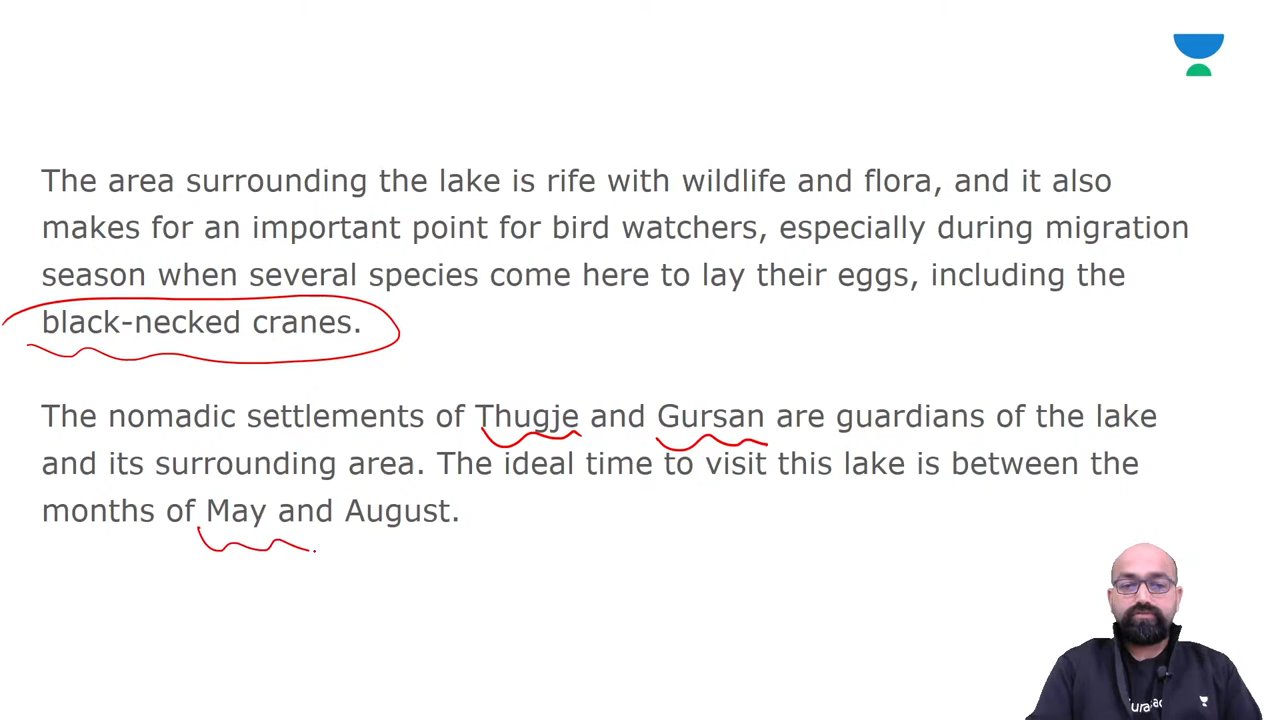 The area surrounding the lake is rife with wildlife and flora, and it also
makes for an important point for bird watchers, especially during migration
season when several species come here to lay their eggs, including the
black-necked cranes.
The nomadic settlements of Thugje and Gursan are guardians of the lake
and its surrounding area. The ideal time to visit this lake is between the
months of May and August.